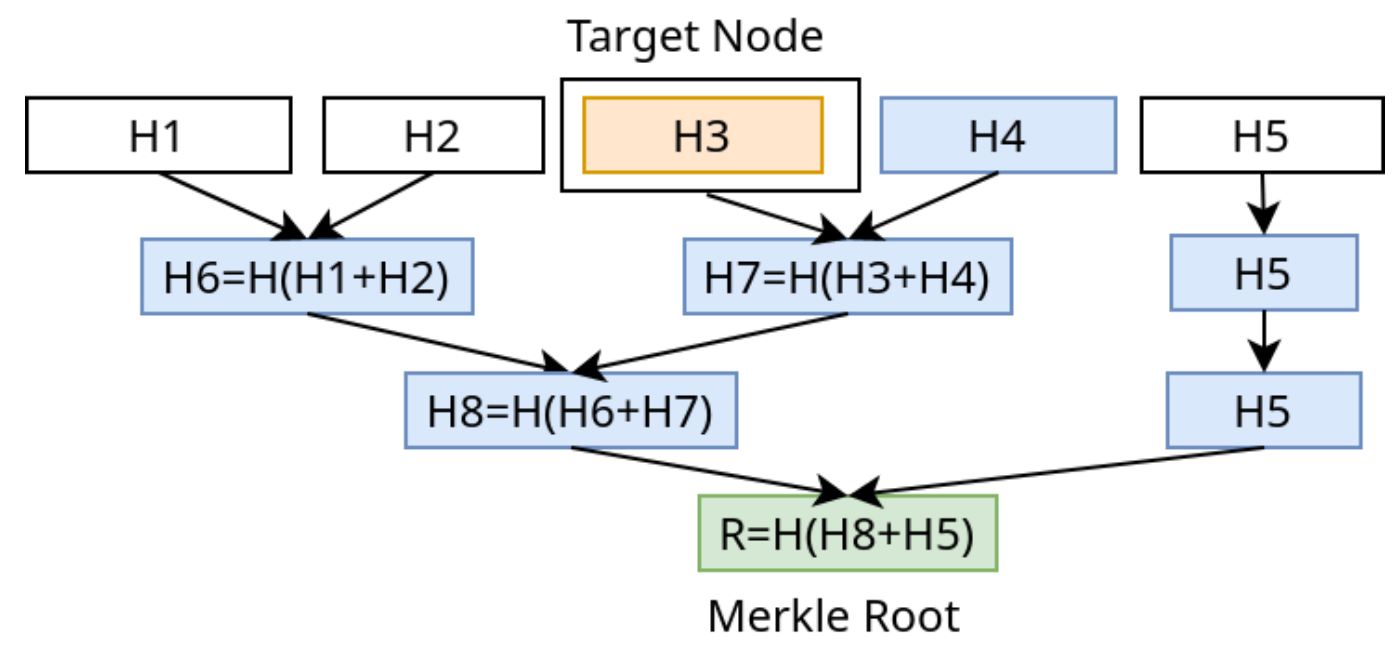 Target Node
H1
H2
H3
H4
H5
H6=H(H1+H2)
H7=H(H3+H4)
H5
H8=H(H6+H7)
H5
R=H(H8+H5)
Merkle Root